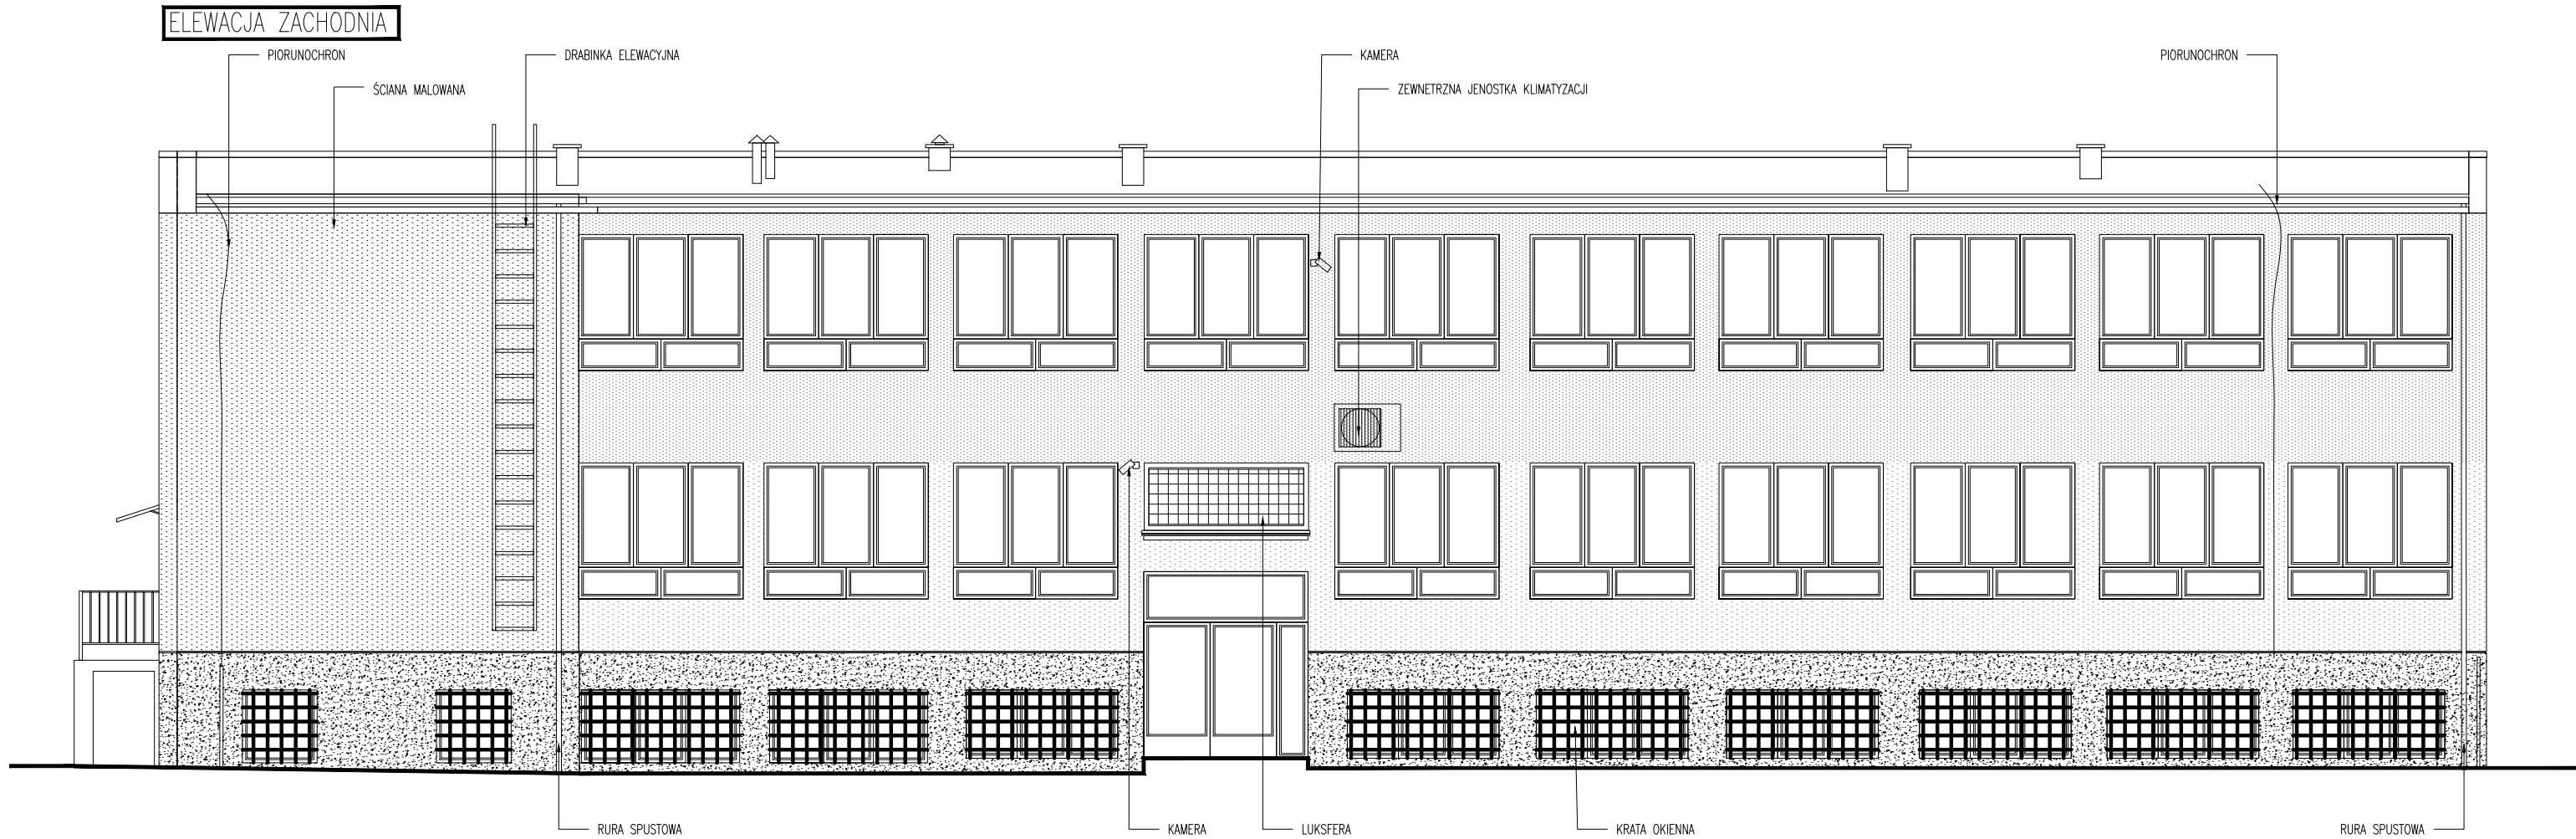 ELEWACJA ZACHODNIA
PIORUNOCHRON
DRABINKA ELEWACYJNA
KAMERA
PIORUNOCHRON
ŚCIANA MALOWANA
ZEWNETRZNA JENOSTKA KLIMATYZACJI
RURA SPUSTOWA
KAMERA
LUKSFERA
KRATA OKIENNA
RURA SPUSTOWA